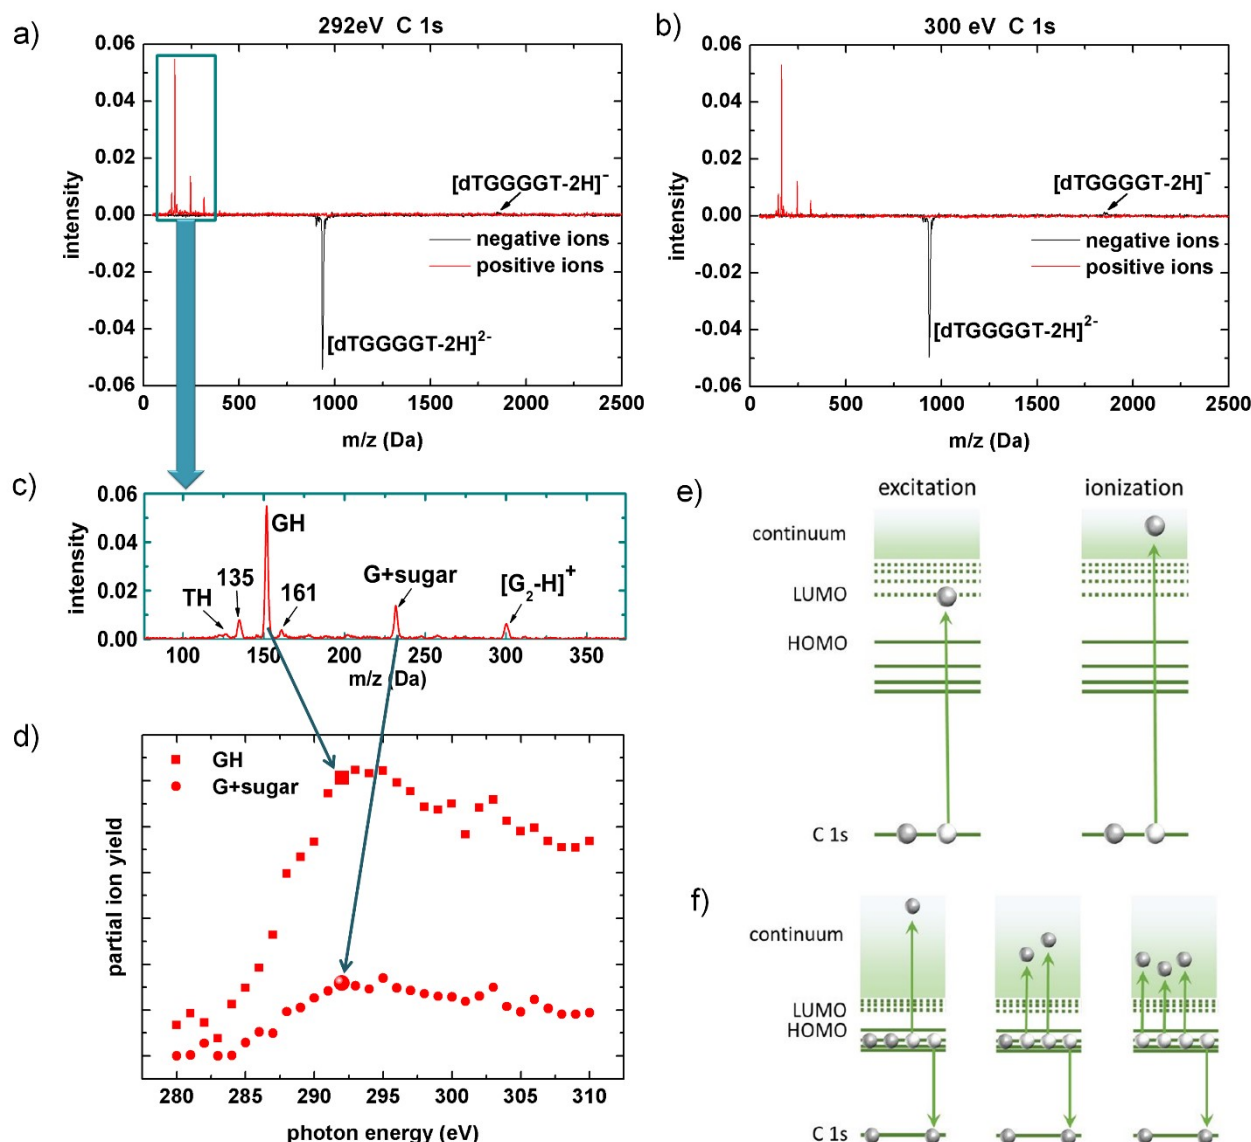 a)
292eV C 1s
0.06
0.04
0.02
0.00
-0.02
-0.04
-0.06
intensity
[dTGGGGT-2H]⁻
negative ions
positive ions
[dTGGGGT-2H]²⁻
0 500 1000 1500 2000 2500
m/z (Da)
b)
300 eV C 1s
0.06
0.04
0.02
0.00
-0.02
-0.04
-0.06
intensity
[dTGGGGT-2H]⁻
negative ions
positive ions
[dTGGGGT-2H]²⁻
0 500 1000 1500 2000 2500
m/z (Da)
c)
0.06
0.04
0.02
0.00
intensity
TH
135
GH
161
G+sugar
[G₂-H]⁺
100 150 200 250 300 350
m/z (Da)
d)
GH
G+sugar
partial ion yield
280 285 290 295 300 305 310
photon energy (eV)
e)
excitation
ionization
continuum
LUMO
HOMO
C 1s
f)
continuum
LUMO
HOMO
C 1s